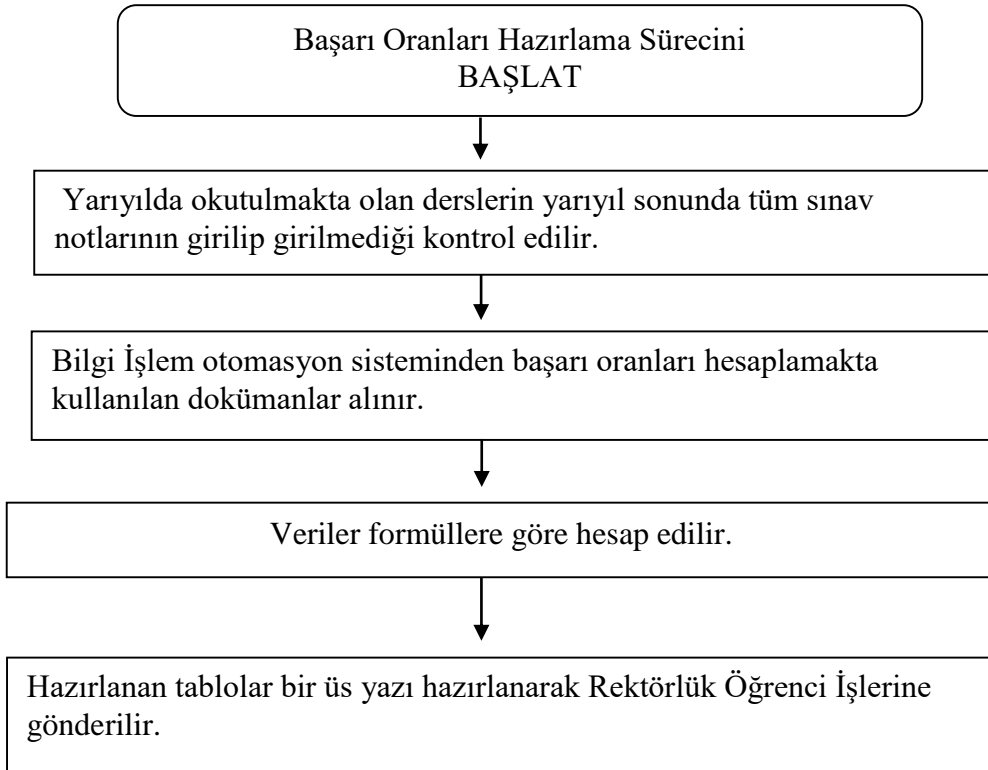 Başarı Oranları Hazırlama Sürecini
BAŞLAT
Yarıyılda okutulmakta olan derslerin yarıyıl sonunda tüm sınav
notlarının girilip girilmediği kontrol edilir.
Bilgi İşlem otomasyon sisteminden başarı oranları hesaplamakta
kullanılan dokümanlar alınır.
Veriler formüllere göre hesap edilir.
Hazırlanan tablolar bir üs yazı hazırlanarak Rektörlük Öğrenci İşlerine
gönderilir.